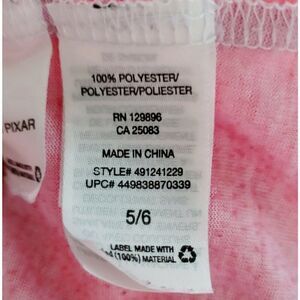 100% POLYESTER/
POLYESTER/POLIESTER
RN 129896
CA 25083
MADE IN CHINA
STYLE# 491241229
UPC# 449838870339
5/6
LABEL MADE WITH
(100%) MATERIAL
PIXAR